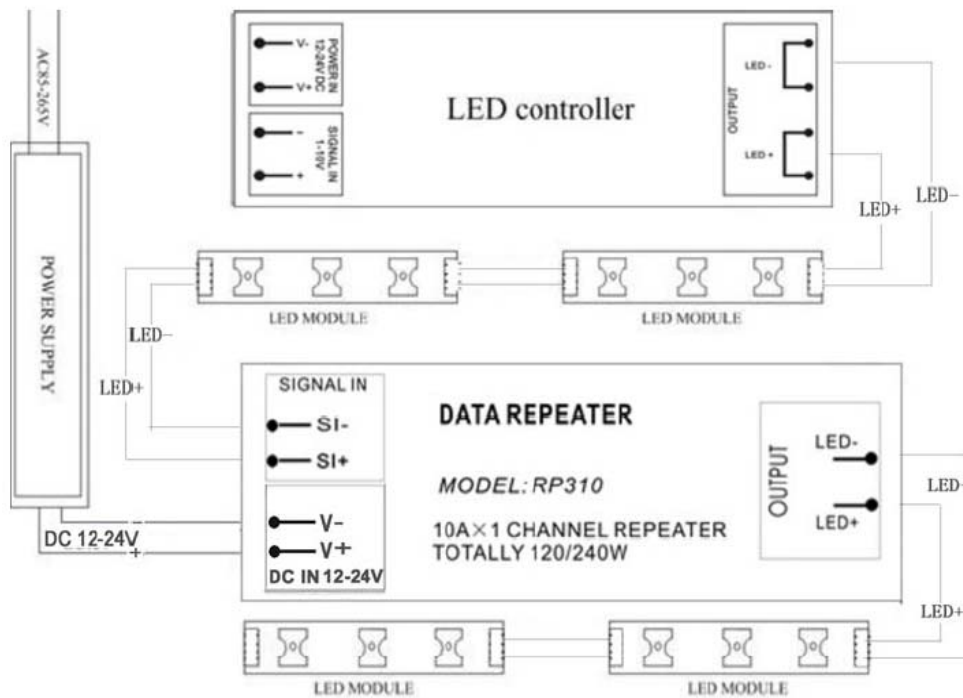 AC85-265V
POWER SUPPLY
DC 12-24V
-
+
V-
V+
POWER IN
12-24V DC
-
+
SIGNAL IN
1-10V
LED controller
OUTPUT
LED -
LED +
LED-
LED+
LED MODULE
LED MODULE
LED-
LED+
SIGNAL IN
SI-
SI+
V-
V+
DC IN 12-24V
DATA REPEATER
MODEL: RP310
10A×1 CHANNEL REPEATER
TOTALLY 120/240W
OUTPUT
LED-
LED+
LED-
LED+
LED MODULE
LED MODULE